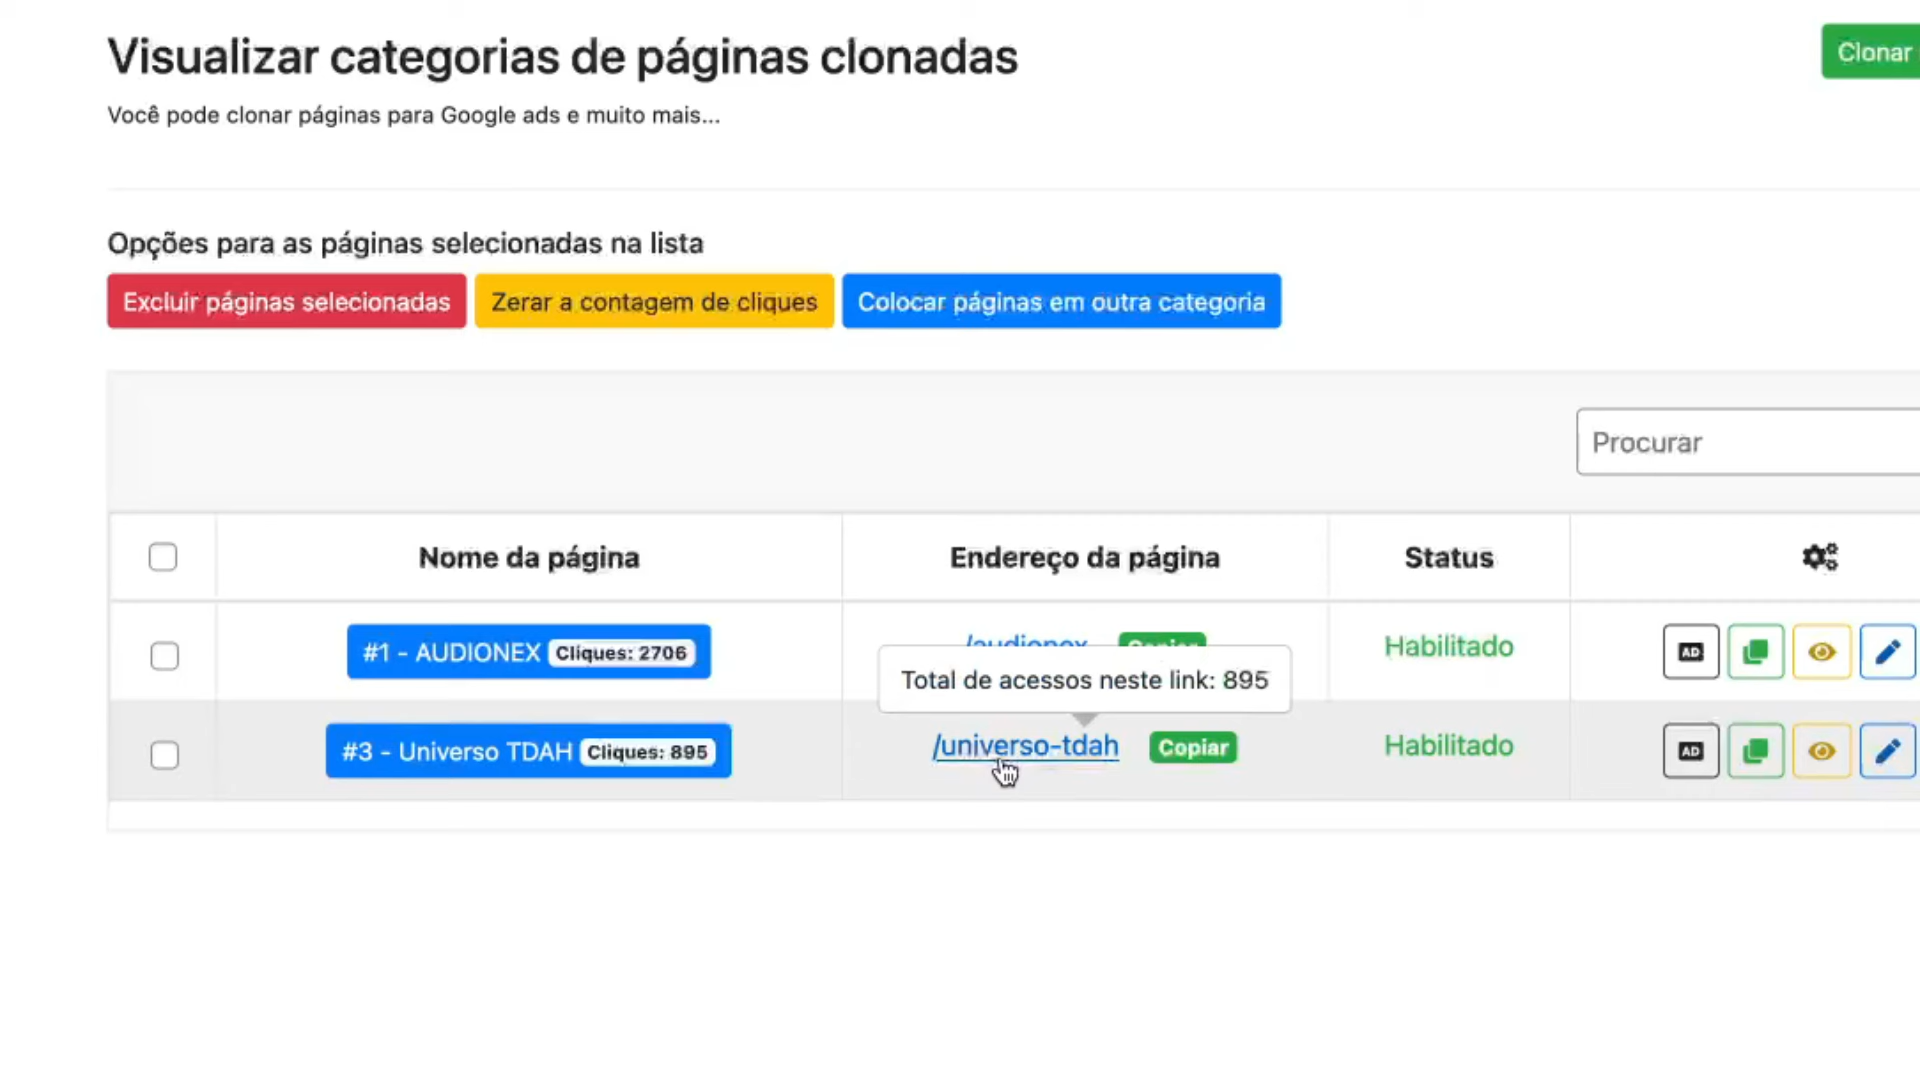 Visualizar categorias de páginas clonadas
Clonar
Você pode clonar páginas para Google ads e muito mais...
Opções para as páginas selecionadas na lista
Excluir páginas selecionadas
Zerar a contagem de cliques
Colocar páginas em outra categoria
Procurar
Nome da página
Endereço da página
Status
#1 - AUDIONEX Cliques: 2706
/audionex
Copiar
Habilitado
AD
Total de acessos neste link: 895
#3 - Universo TDAH Cliques: 895
/universo-tdah
Copiar
Habilitado
AD